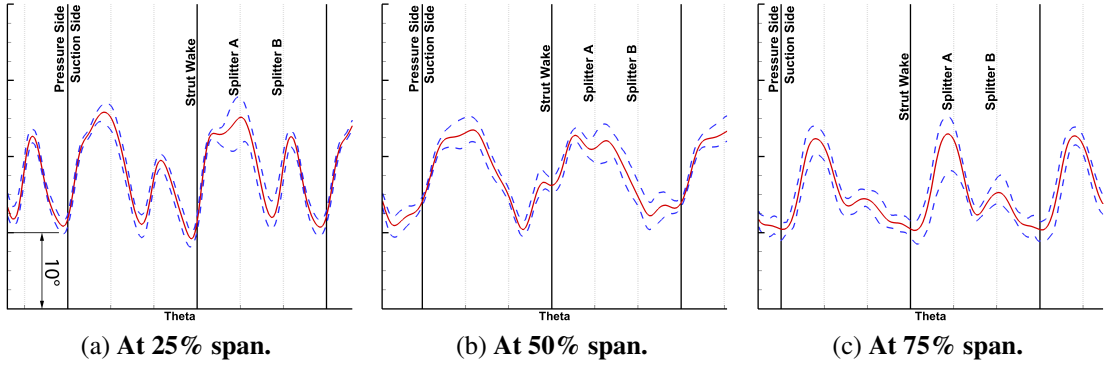 Pressure Side
Suction Side
Strut Wake
Splitter A
Splitter B
10°
Theta
(a) At 25% span.
Pressure Side
Suction Side
Strut Wake
Splitter A
Splitter B
Theta
(b) At 50% span.
Pressure Side
Suction Side
Strut Wake
Splitter A
Splitter B
Theta
(c) At 75% span.